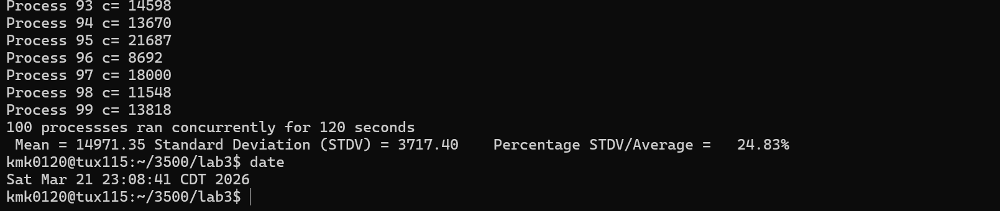 Process 93 c= 14598
Process 94 c= 13670
Process 95 c= 21687
Process 96 c= 8692
Process 97 c= 18000
Process 98 c= 11548
Process 99 c= 13818
100 processses ran concurrently for 120 seconds
 Mean = 14971.35 Standard Deviation (STDV) = 3717.40    Percentage STDV/Average =   24.83%
kmk0120@tux115:~/3500/lab3$ date
Sat Mar 21 23:08:41 CDT 2026
kmk0120@tux115:~/3500/lab3$